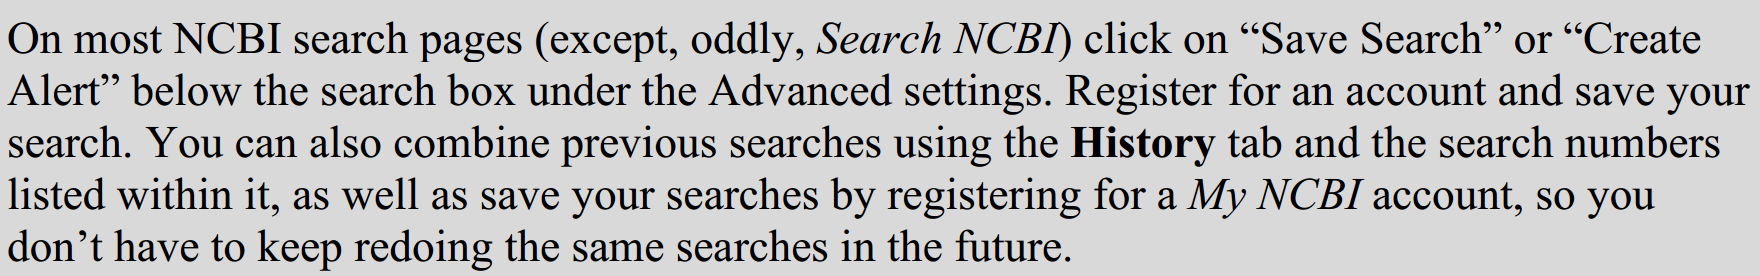 On most NCBI search pages (except, oddly, Search NCBI) click on “Save Search” or “Create
Alert” below the search box under the Advanced settings. Register for an account and save your
search. You can also combine previous searches using the History tab and the search numbers
listed within it, as well as save your searches by registering for a My NCBI account, so you
don’t have to keep redoing the same searches in the future.